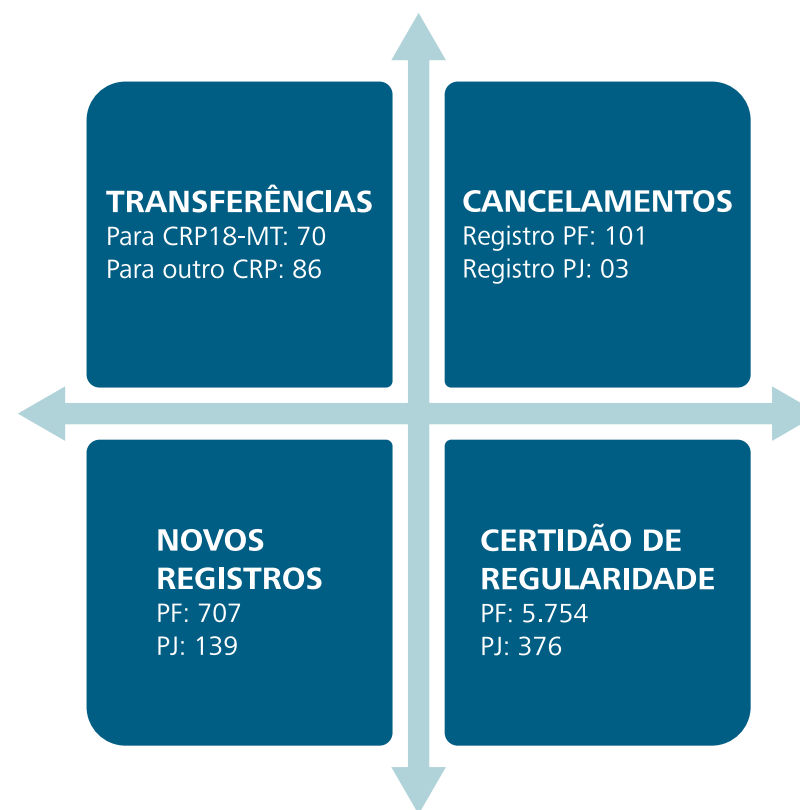 TRANSFERÊNCIAS
Para CRP18-MT: 70
Para outro CRP: 86
CANCELAMENTOS
Registro PF: 101
Registro PJ: 03
NOVOS
REGISTROS
PF: 707
PJ: 139
CERTIDÃO DE
REGULARIDADE
PF: 5.754
PJ: 376